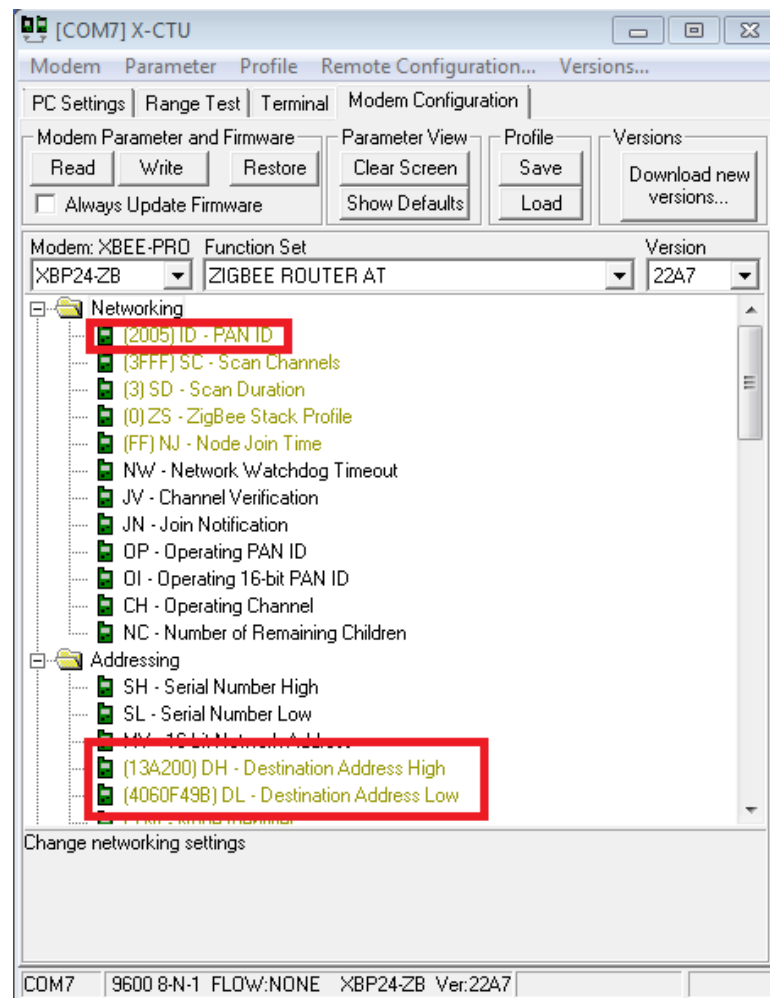 [COM7] X-CTU
Modem Parameter Profile Remote Configuration... Versions...
PC Settings Range Test Terminal Modem Configuration
Modem Parameter and Firmware Parameter View Profile Versions
Read Write Restore Clear Screen Save Download new versions...
Always Update Firmware Show Defaults Load
Modem: XBEE-PRO Function Set Version
XBP24-ZB ZIGBEE ROUTER AT 22A7
Networking
(2005) ID - PAN ID
(3FFF) SC - Scan Channels
(3) SD - Scan Duration
(0) ZS - ZigBee Stack Profile
(FF) NJ - Node Join Time
NW - Network Watchdog Timeout
JV - Channel Verification
JN - Join Notification
OP - Operating PAN ID
OI - Operating 16-bit PAN ID
CH - Operating Channel
NC - Number of Remaining Children
Addressing
SH - Serial Number High
SL - Serial Number Low
MY - 16-bit Network Address
(13A200) DH - Destination Address High
(4060F49B) DL - Destination Address Low
Change networking settings
COM7 9600 8-N-1 FLOW:NONE XBP24-ZB Ver:22A7